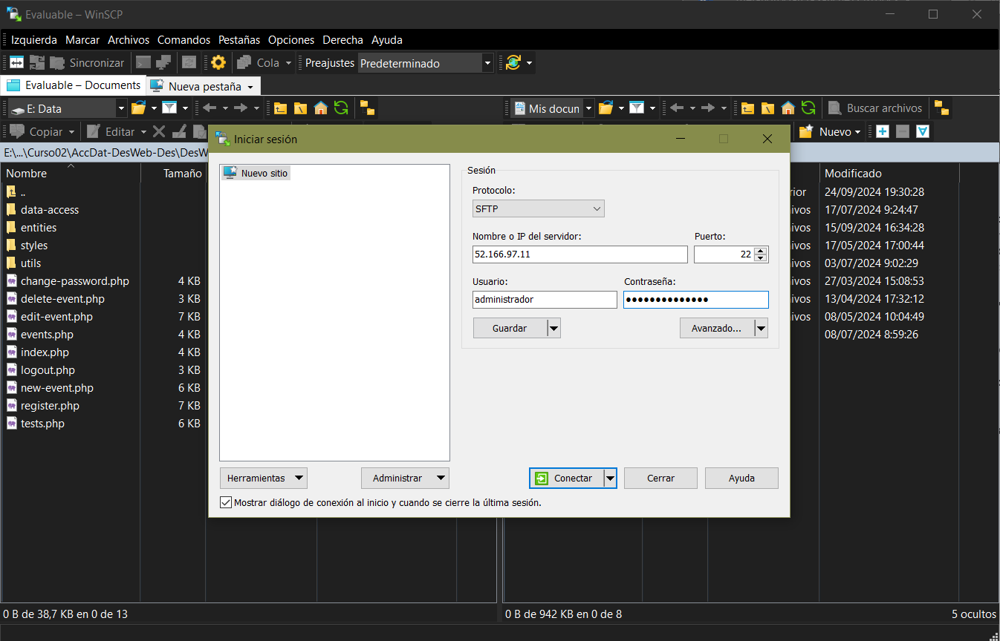 Evaluable – WinSCP
Izquierda Marcar Archivos Comandos Pestañas Opciones Derecha Ayuda
Sincronizar Cola Preajustes Predeterminado
Evaluable – Documents Nueva pestaña
E: Data Mis docun Buscar archivos
Copiar Editar Nuevo
E:\...\Curso02\AccDat-DesWeb-Des\DesW
Nombre Tamaño Modificado
.. rior 24/09/2024 19:30:28
data-access ivos 17/07/2024 9:24:47
entities ivos 15/09/2024 16:34:28
styles ivos 17/05/2024 17:00:44
utils ivos 03/07/2024 9:02:29
change-password.php 4 KB ivos 27/03/2024 15:08:53
delete-event.php 3 KB ivos 13/04/2024 17:32:12
edit-event.php 7 KB ivos 08/05/2024 10:04:49
events.php 4 KB 08/07/2024 8:59:26
index.php 4 KB
logout.php 3 KB
new-event.php 6 KB
register.php 7 KB
tests.php 6 KB
Iniciar sesión
Nuevo sitio
Sesión
Protocolo:
SFTP
Nombre o IP del servidor: Puerto:
52.166.97.11 22
Usuario: Contraseña:
administrador ●●●●●●●●●●●●●●
Guardar Avanzado...
Herramientas Administrar Conectar Cerrar Ayuda
Mostrar diálogo de conexión al inicio y cuando se cierre la última sesión.
0 B de 38,7 KB en 0 de 13 0 B de 942 KB en 0 de 8 5 ocultos